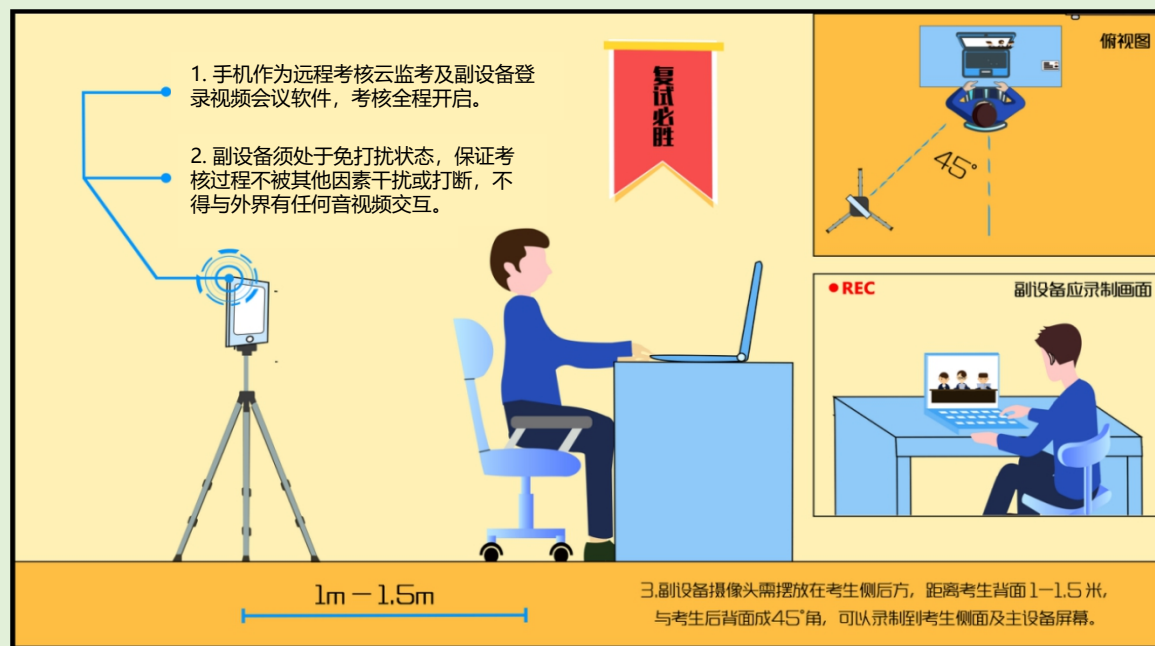 1. 手机作为远程考核云监考及副设备登
录视频会议软件，考核全程开启。
2. 副设备须处于免打扰状态，保证考
核过程不被其他因素干扰或打断，不
得与外界有任何音视频交互。
复试必胜
俯视图
45°
REC
副设备应录制画面
1m－1.5m
3.副设备摄像头需摆放在考生侧后方，距离考生背面1－1.5米，
与考生后背面成45°角，可以录制到考生侧面及主设备屏幕。